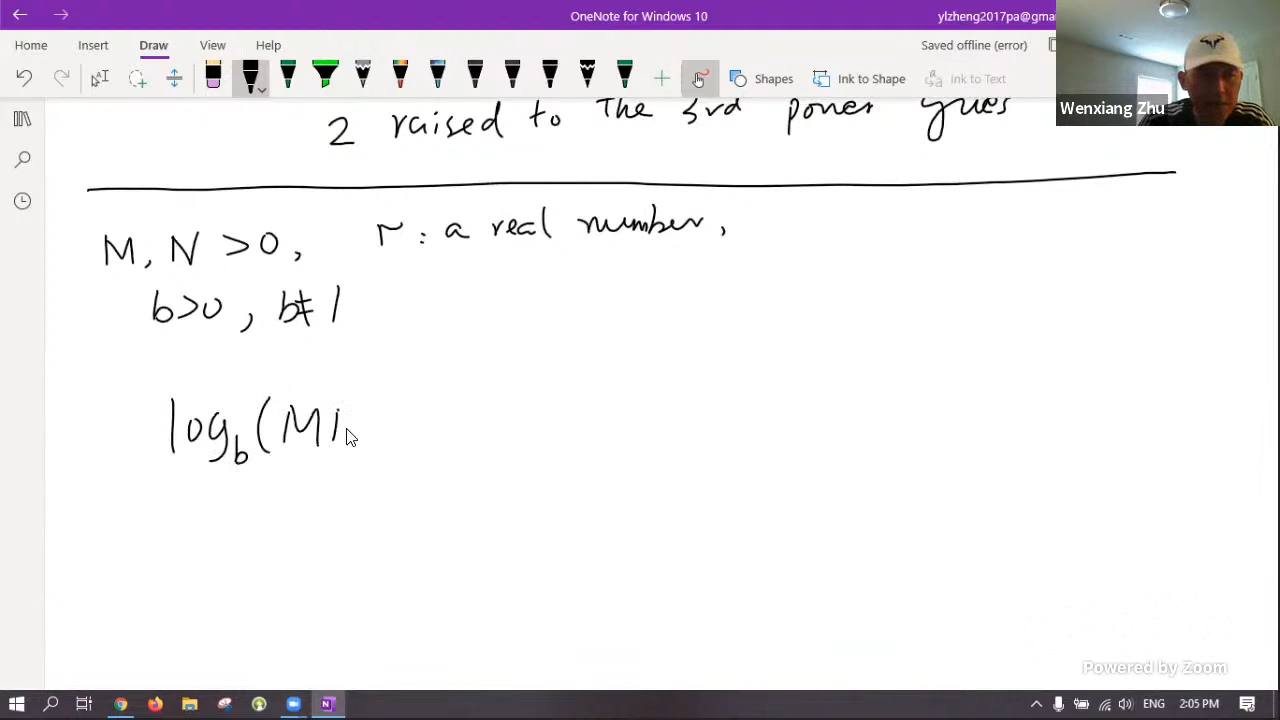 OneNote for Windows 10
ylzheng2017pa@gma
Home Insert Draw View Help
Saved offline (error)
Shapes Ink to Shape Ink to Text
Wenxiang Zhu
2 raised to the 3rd power gives
M, N > 0, r : a real number,
b > 0, b ≠ 1
log_b (M
Powered by Zoom
ENG 2:05 PM